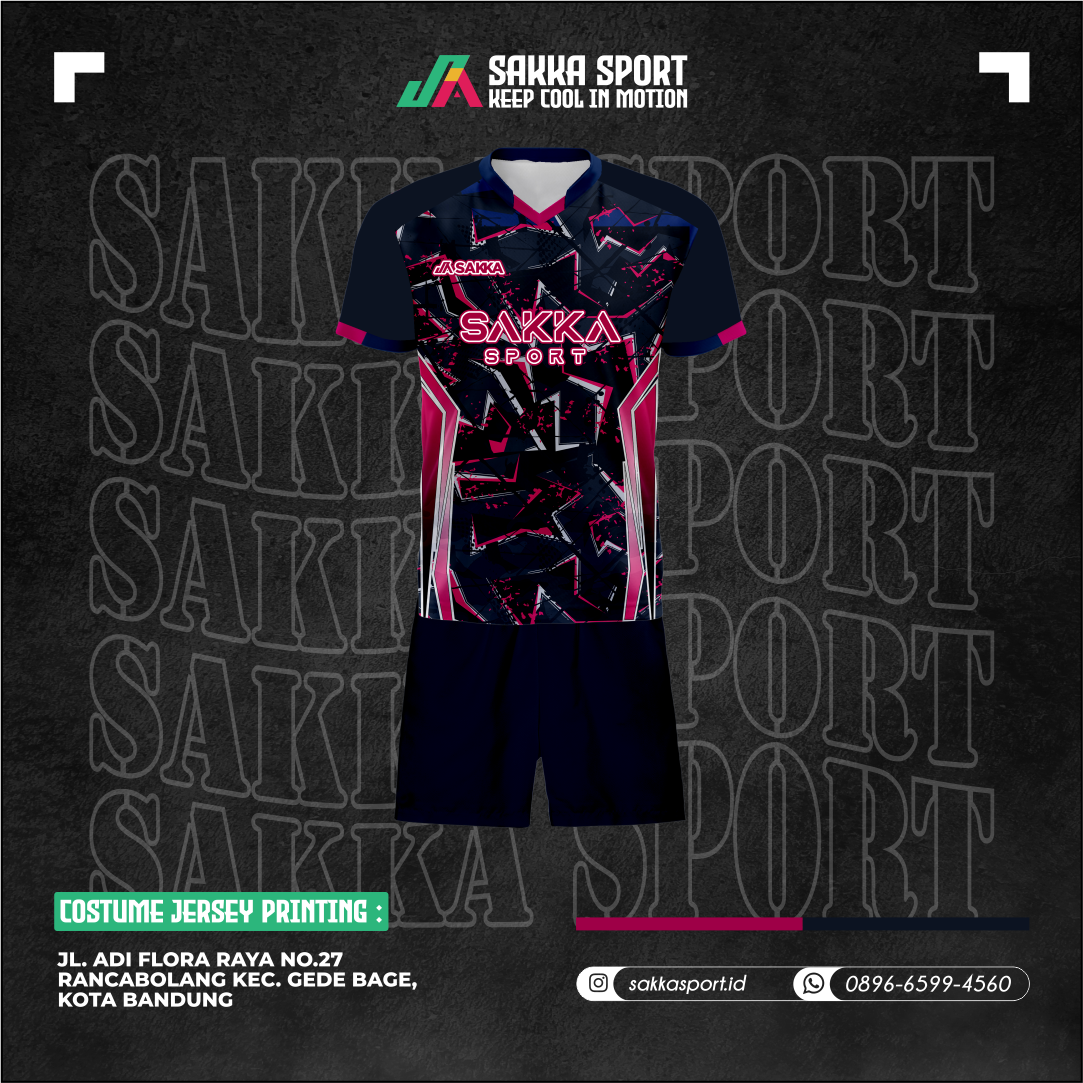 SAKKA SPORT
KEEP COOL IN MOTION
SAKKA SPORT
SAKKA SPORT
SAKKA SPORT
SAKKA SPORT
SAKKA SPORT
SAKKA
SAKKA
SPORT
COSTUME JERSEY PRINTING :
JL. ADI FLORA RAYA NO.27
RANCABOLANG KEC. GEDE BAGE,
KOTA BANDUNG
sakkasport.id
0896-6599-4560